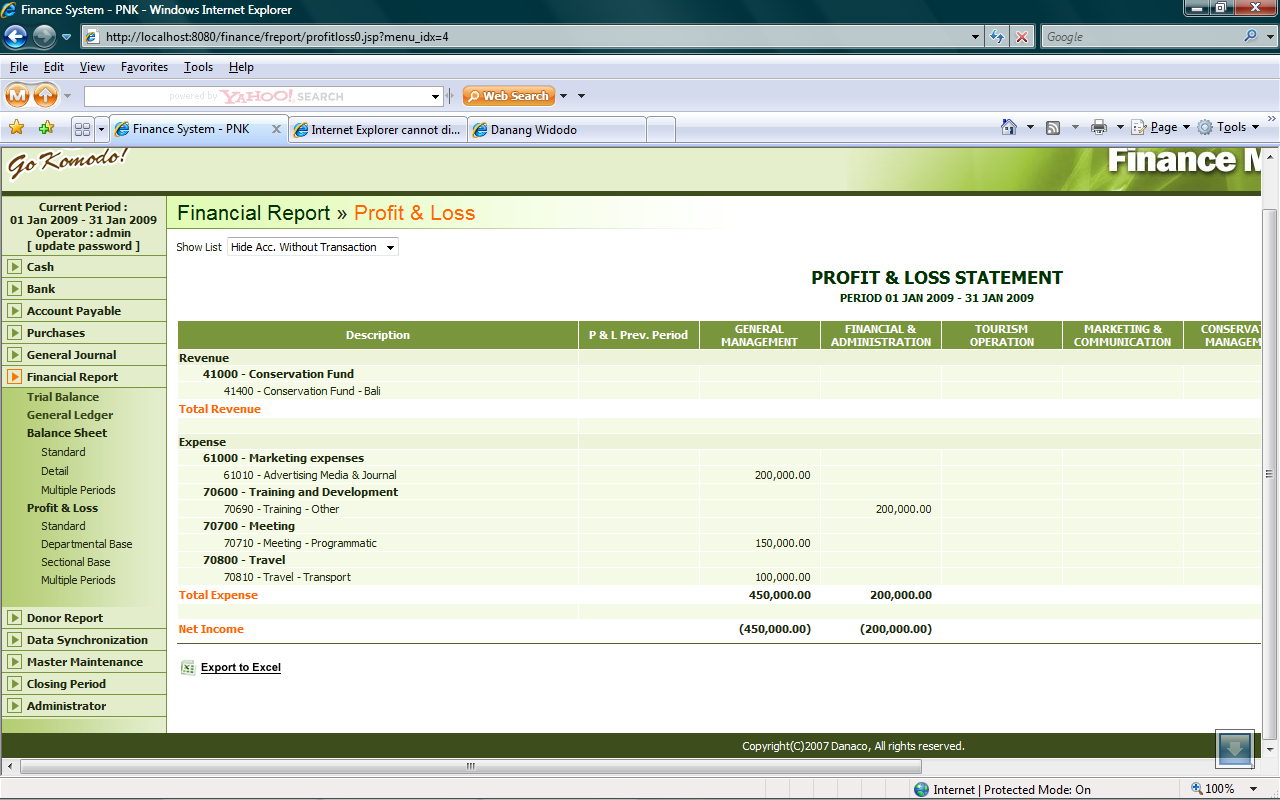 Finance System - PNK - Windows Internet Explorer
http://localhost:8080/finance/freport/profitloss0.jsp?menu_idx=4
Google
File Edit View Favorites Tools Help
powered by YAHOO! SEARCH
Web Search
Finance System - PNK
Internet Explorer cannot di...
Danang Widodo
Page
Tools
Go Komodo!
Finance M
Current Period :
01 Jan 2009 - 31 Jan 2009
Operator : admin
[ update password ]
Cash
Bank
Account Payable
Purchases
General Journal
Financial Report
Trial Balance
General Ledger
Balance Sheet
Standard
Detail
Multiple Periods
Profit & Loss
Standard
Departmental Base
Sectional Base
Multiple Periods
Donor Report
Data Synchronization
Master Maintenance
Closing Period
Administrator
Financial Report » Profit & Loss
Show List Hide Acc. Without Transaction
PROFIT & LOSS STATEMENT
PERIOD 01 JAN 2009 - 31 JAN 2009
Description
P & L Prev. Period
GENERAL
MANAGEMENT
FINANCIAL &
ADMINISTRATION
TOURISM
OPERATION
MARKETING &
COMMUNICATION
CONSERVAT
MANAGEM
Revenue
41000 - Conservation Fund
41400 - Conservation Fund - Bali
Total Revenue
Expense
61000 - Marketing expenses
61010 - Advertising Media & Journal 200,000.00
70600 - Training and Development
70690 - Training - Other 200,000.00
70700 - Meeting
70710 - Meeting - Programmatic 150,000.00
70800 - Travel
70810 - Travel - Transport 100,000.00
Total Expense 450,000.00 200,000.00
Net Income (450,000.00) (200,000.00)
Export to Excel
Copyright(C)2007 Danaco, All rights reserved.
Internet | Protected Mode: On
100%